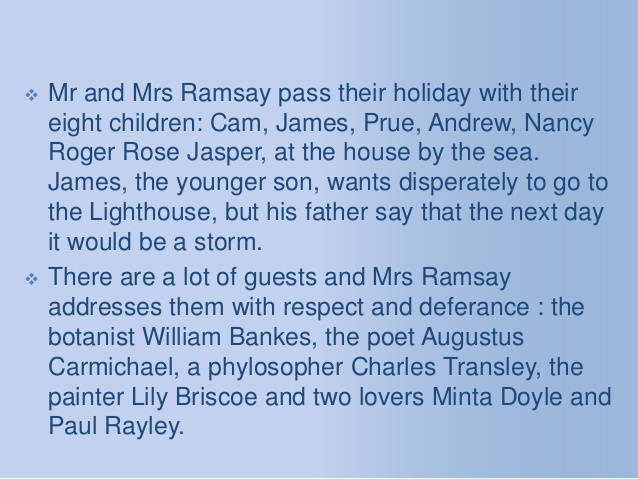 Mr and Mrs Ramsay pass their holiday with their
eight children: Cam, James, Prue, Andrew, Nancy
Roger Rose Jasper, at the house by the sea.
James, the younger son, wants disperately to go to
the Lighthouse, but his father say that the next day
it would be a storm.
There are a lot of guests and Mrs Ramsay
addresses them with respect and deferance : the
botanist William Bankes, the poet Augustus
Carmichael, a phylosopher Charles Transley, the
painter Lily Briscoe and two lovers Minta Doyle and
Paul Rayley.